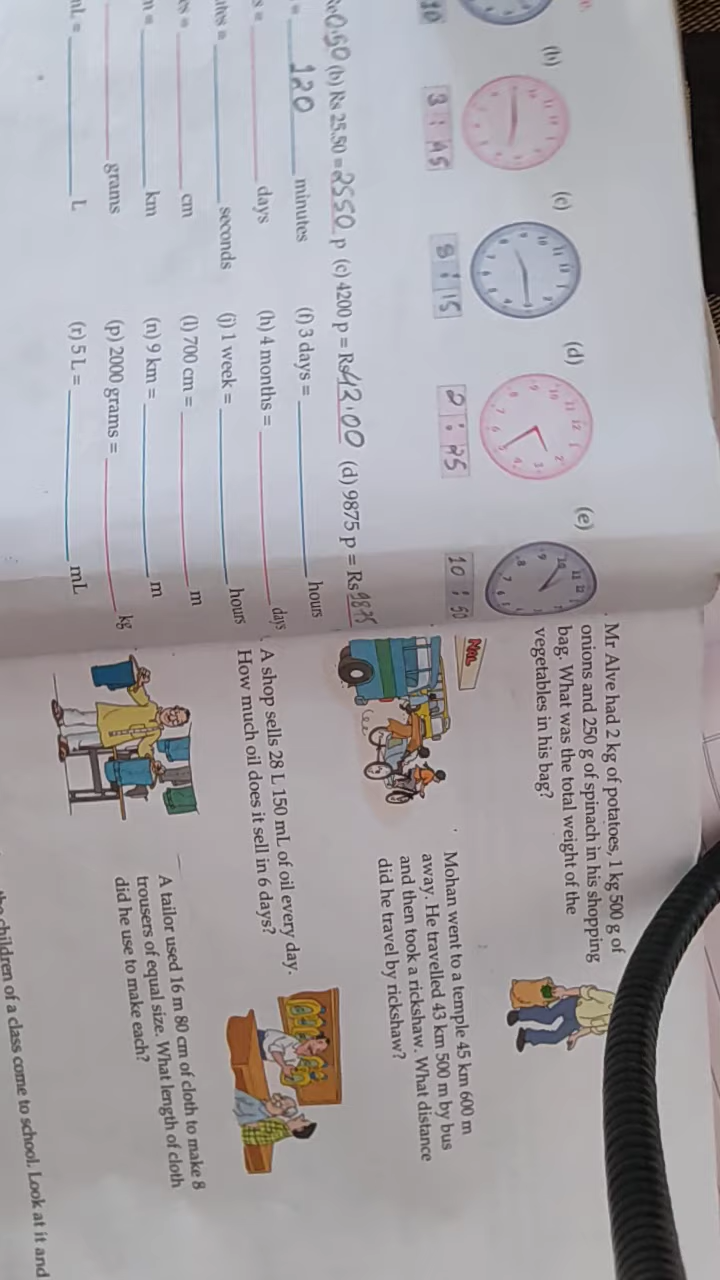 (b) (c) (d) (e)
10 3 : 45 9 : 15 2 : 25 10 : 50
0.50 (b) Rs 25.50 = 2550 p (c) 4200 p = Rs 42.00 (d) 9875 p = Rs 9875
= 120 minutes (f) 3 days = hours
days (h) 4 months = days
seconds (j) 1 week = hours
cm (l) 700 cm = m
km (n) 9 km = m
grams (p) 2000 grams = kg
mL = L (r) 5 L = mL
Mr Alve had 2 kg of potatoes, 1 kg 500 g of
onions and 250 g of spinach in his shopping
bag. What was the total weight of the
vegetables in his bag?
Mohan went to a temple 45 km 600 m
away. He travelled 43 km 500 m by bus
and then took a rickshaw. What distance
did he travel by rickshaw?
A shop sells 28 L 150 mL of oil every day.
How much oil does it sell in 6 days?
A tailor used 16 m 80 cm of cloth to make 8
trousers of equal size. What length of cloth
did he use to make each?
children of a class come to school. Look at it and